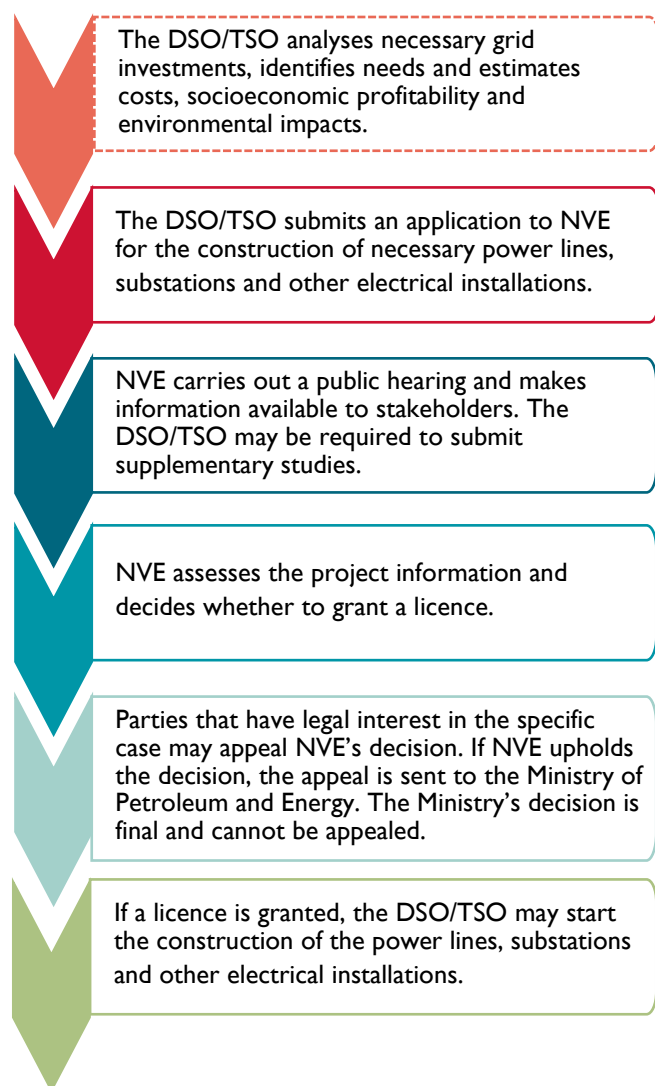 The DSO/TSO analyses necessary grid
investments, identifies needs and estimates
costs, socioeconomic profitability and
environmental impacts.
The DSO/TSO submits an application to NVE
for the construction of necessary power lines,
substations and other electrical installations.
NVE carries out a public hearing and makes
information available to stakeholders. The
DSO/TSO may be required to submit
supplementary studies.
NVE assesses the project information and
decides whether to grant a licence.
Parties that have legal interest in the specific
case may appeal NVE's decision. If NVE upholds
the decision, the appeal is sent to the Ministry of
Petroleum and Energy. The Ministry's decision is
final and cannot be appealed.
If a licence is granted, the DSO/TSO may start
the construction of the power lines, substations
and other electrical installations.